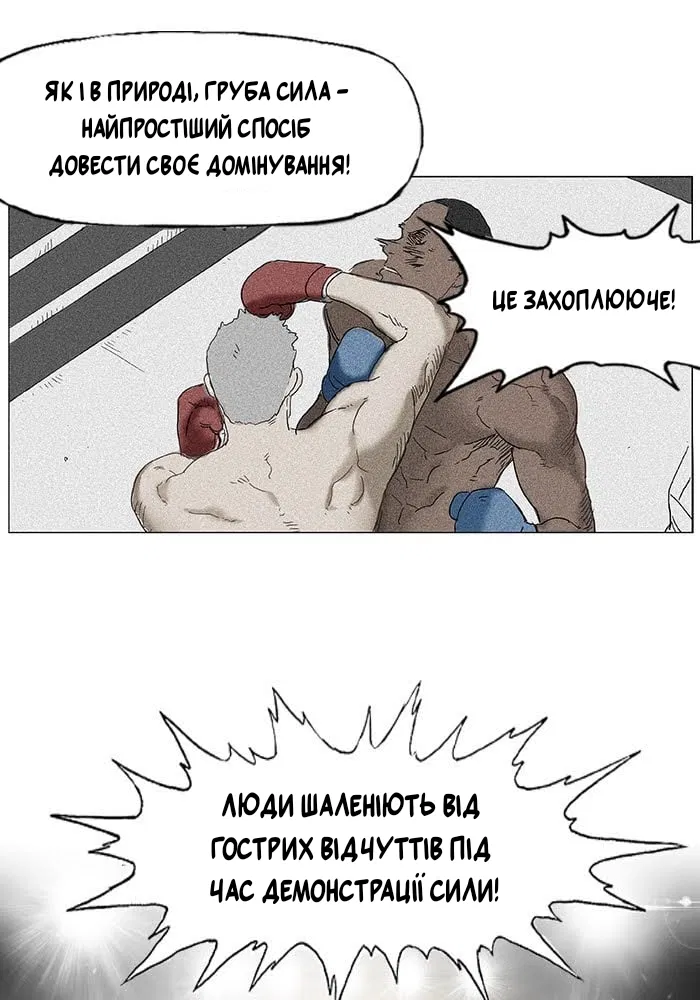 ЯК І В ПРИРОДІ, ГРУБА СИЛА -
НАЙПРОСТІШИЙ СПОСІБ
ДОВЕСТИ СВОЄ ДОМІНУВАННЯ!
ЦЕ ЗАХОПЛЮЮЧЕ!
ЛЮДИ ШАЛЕНІЮТЬ ВІД
ГОСТРИХ ВІДЧУТТІВ ПІД
ЧАС ДЕМОНСТРАЦІЇ СИЛИ!